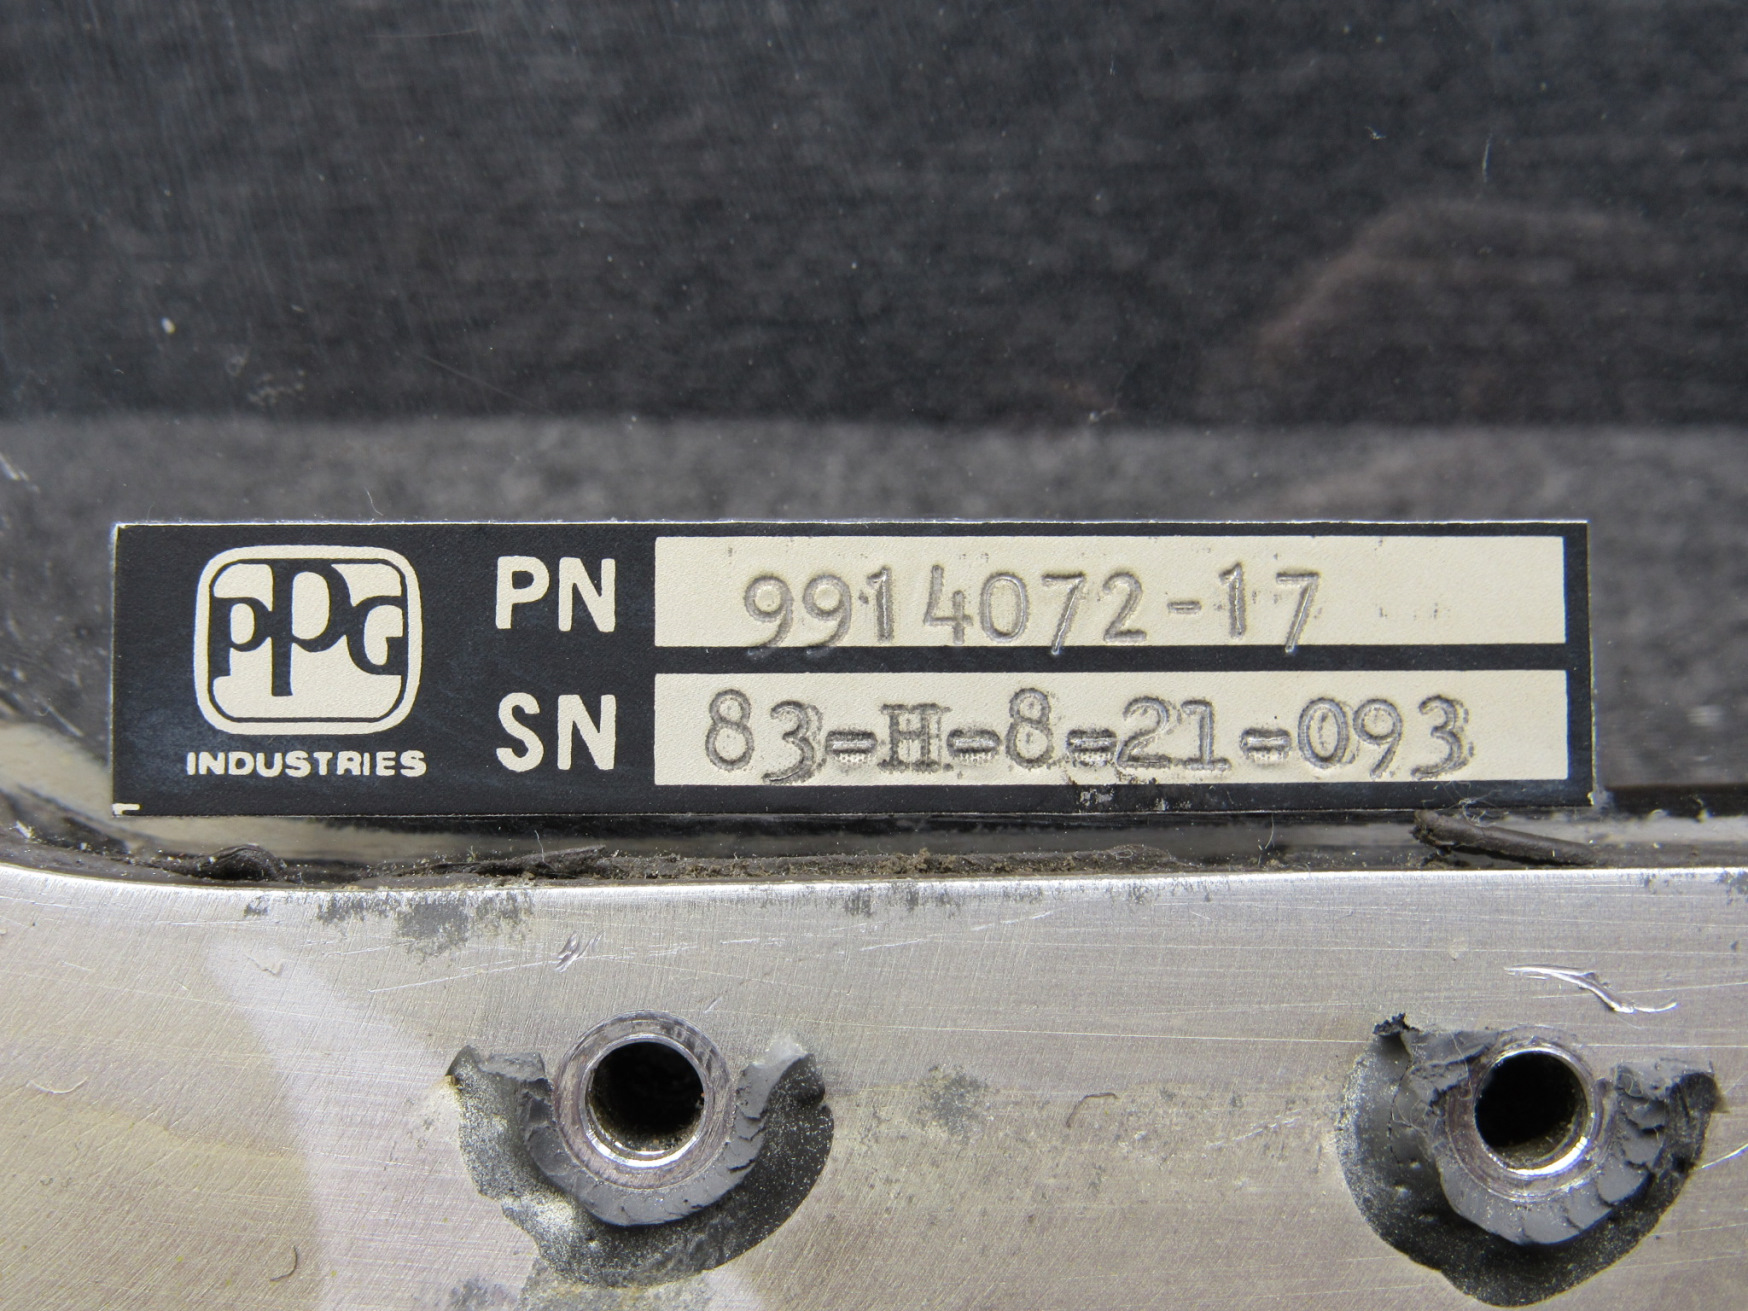 PPG
INDUSTRIES
PN 9914072-17
SN 83-H-8-21-093